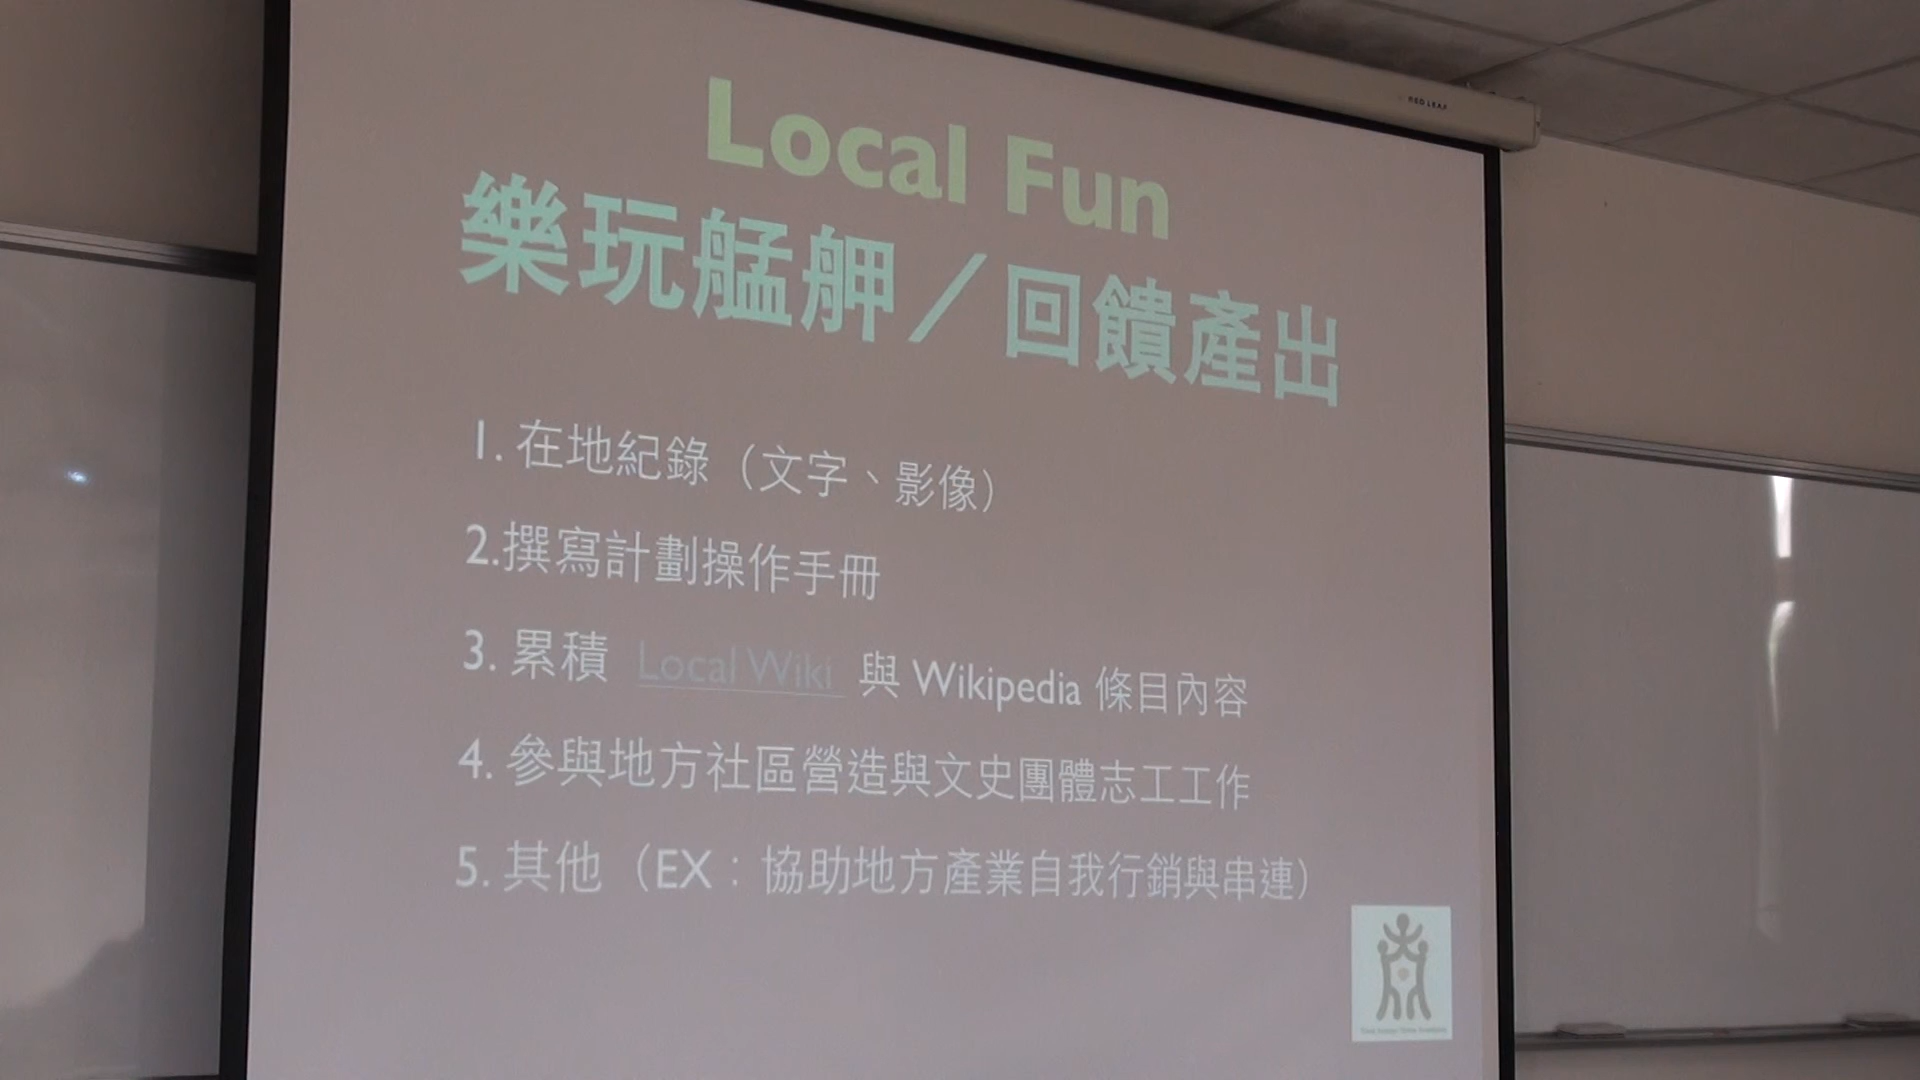 RED LEAF
Local Fun
樂玩艋舺／回饋產出
1. 在地紀錄（文字、影像）
2.撰寫計劃操作手冊
3. 累積 Local Wiki 與 Wikipedia 條目內容
4. 參與地方社區營造與文史團體志工工作
5. 其他（EX：協助地方產業自我行銷與串連）